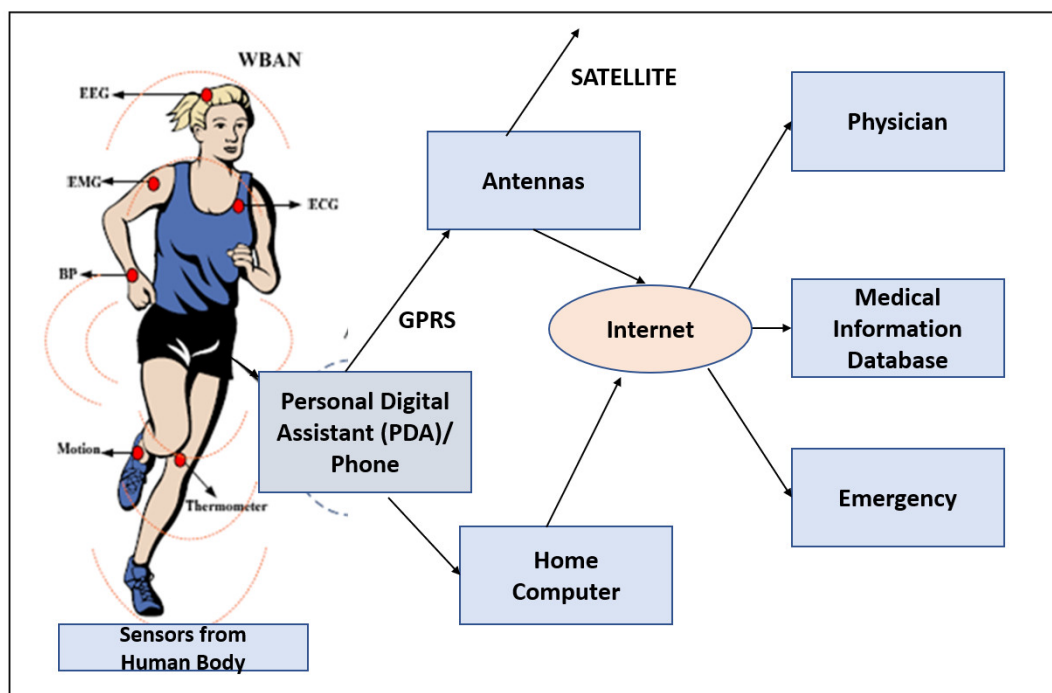 WBAN
EEG
EMG
ECG
BP
Motion
Thermometer
Sensors from
Human Body
Personal Digital
Assistant (PDA)/
Phone
GPRS
Antennas
SATELLITE
Home
Computer
Internet
Physician
Medical
Information
Database
Emergency